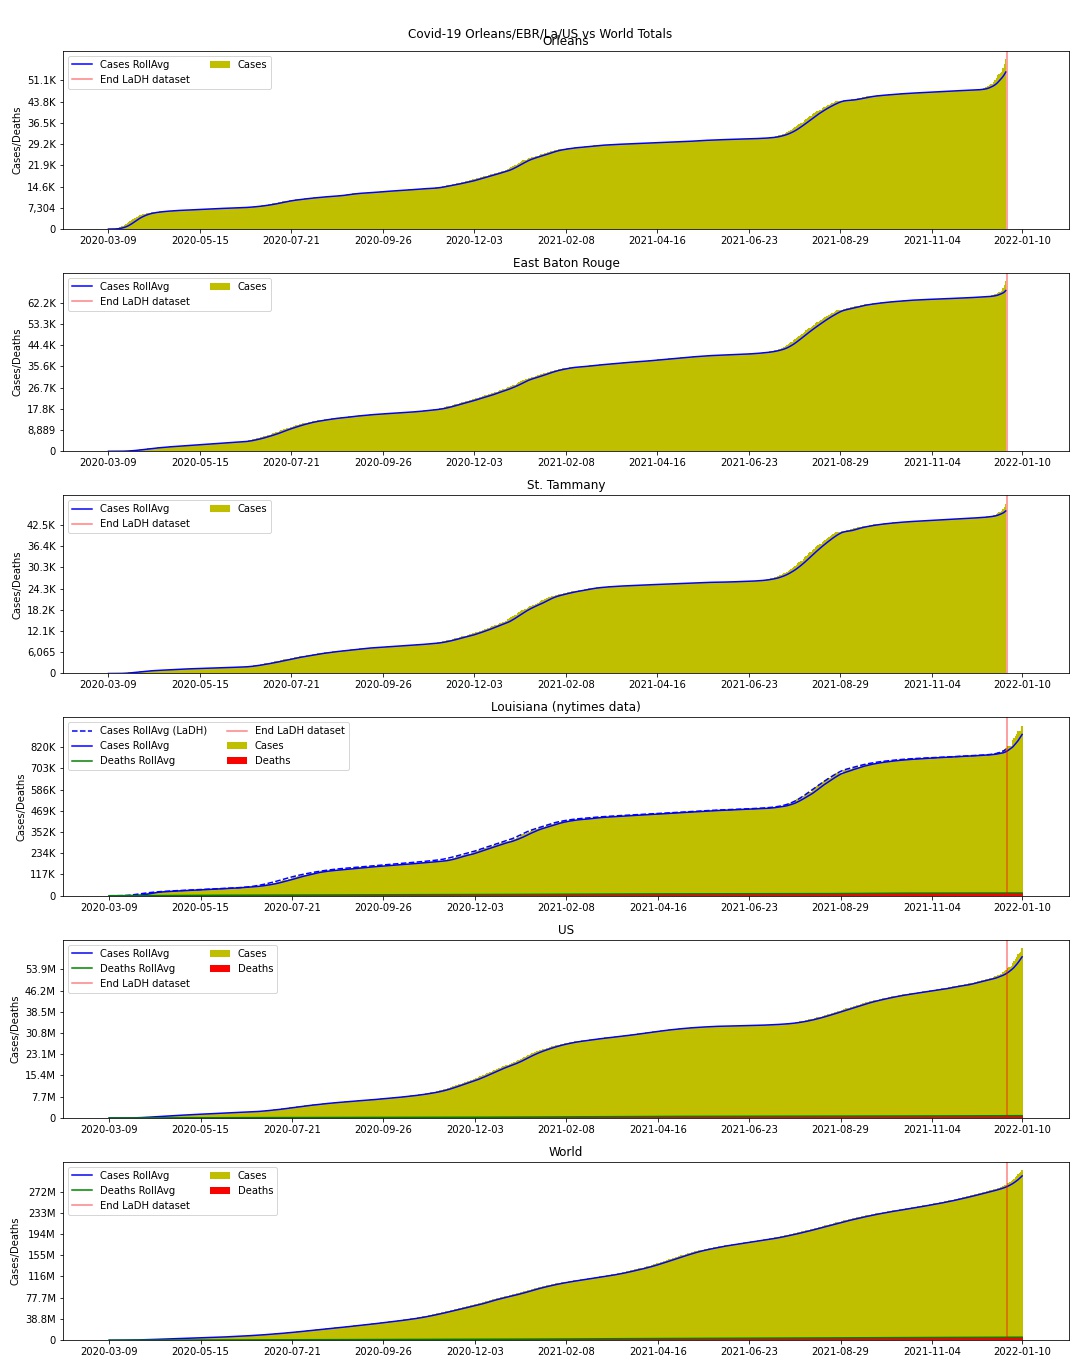 Covid-19 Orleans/EBR/La/US vs World Totals
Orleans
Cases RollAvg
End LaDH dataset
Cases
Cases/Deaths
51.1K
43.8K
36.5K
29.2K
21.9K
14.6K
7,304
0
2020-03-09 2020-05-15 2020-07-21 2020-09-26 2020-12-03 2021-02-08 2021-04-16 2021-06-23 2021-08-29 2021-11-04 2022-01-10
East Baton Rouge
Cases RollAvg
End LaDH dataset
Cases
Cases/Deaths
62.2K
53.3K
44.4K
35.6K
26.7K
17.8K
8,889
0
2020-03-09 2020-05-15 2020-07-21 2020-09-26 2020-12-03 2021-02-08 2021-04-16 2021-06-23 2021-08-29 2021-11-04 2022-01-10
St. Tammany
Cases RollAvg
End LaDH dataset
Cases
Cases/Deaths
42.5K
36.4K
30.3K
24.3K
18.2K
12.1K
6,065
0
2020-03-09 2020-05-15 2020-07-21 2020-09-26 2020-12-03 2021-02-08 2021-04-16 2021-06-23 2021-08-29 2021-11-04 2022-01-10
Louisiana (nytimes data)
Cases RollAvg (LaDH)
Cases RollAvg
Deaths RollAvg
End LaDH dataset
Cases
Deaths
Cases/Deaths
820K
703K
586K
469K
352K
234K
117K
0
2020-03-09 2020-05-15 2020-07-21 2020-09-26 2020-12-03 2021-02-08 2021-04-16 2021-06-23 2021-08-29 2021-11-04 2022-01-10
US
Cases RollAvg
Deaths RollAvg
End LaDH dataset
Cases
Deaths
Cases/Deaths
53.9M
46.2M
38.5M
30.8M
23.1M
15.4M
7.7M
0
2020-03-09 2020-05-15 2020-07-21 2020-09-26 2020-12-03 2021-02-08 2021-04-16 2021-06-23 2021-08-29 2021-11-04 2022-01-10
World
Cases RollAvg
Deaths RollAvg
End LaDH dataset
Cases
Deaths
Cases/Deaths
272M
233M
194M
155M
116M
77.7M
38.8M
0
2020-03-09 2020-05-15 2020-07-21 2020-09-26 2020-12-03 2021-02-08 2021-04-16 2021-06-23 2021-08-29 2021-11-04 2022-01-10